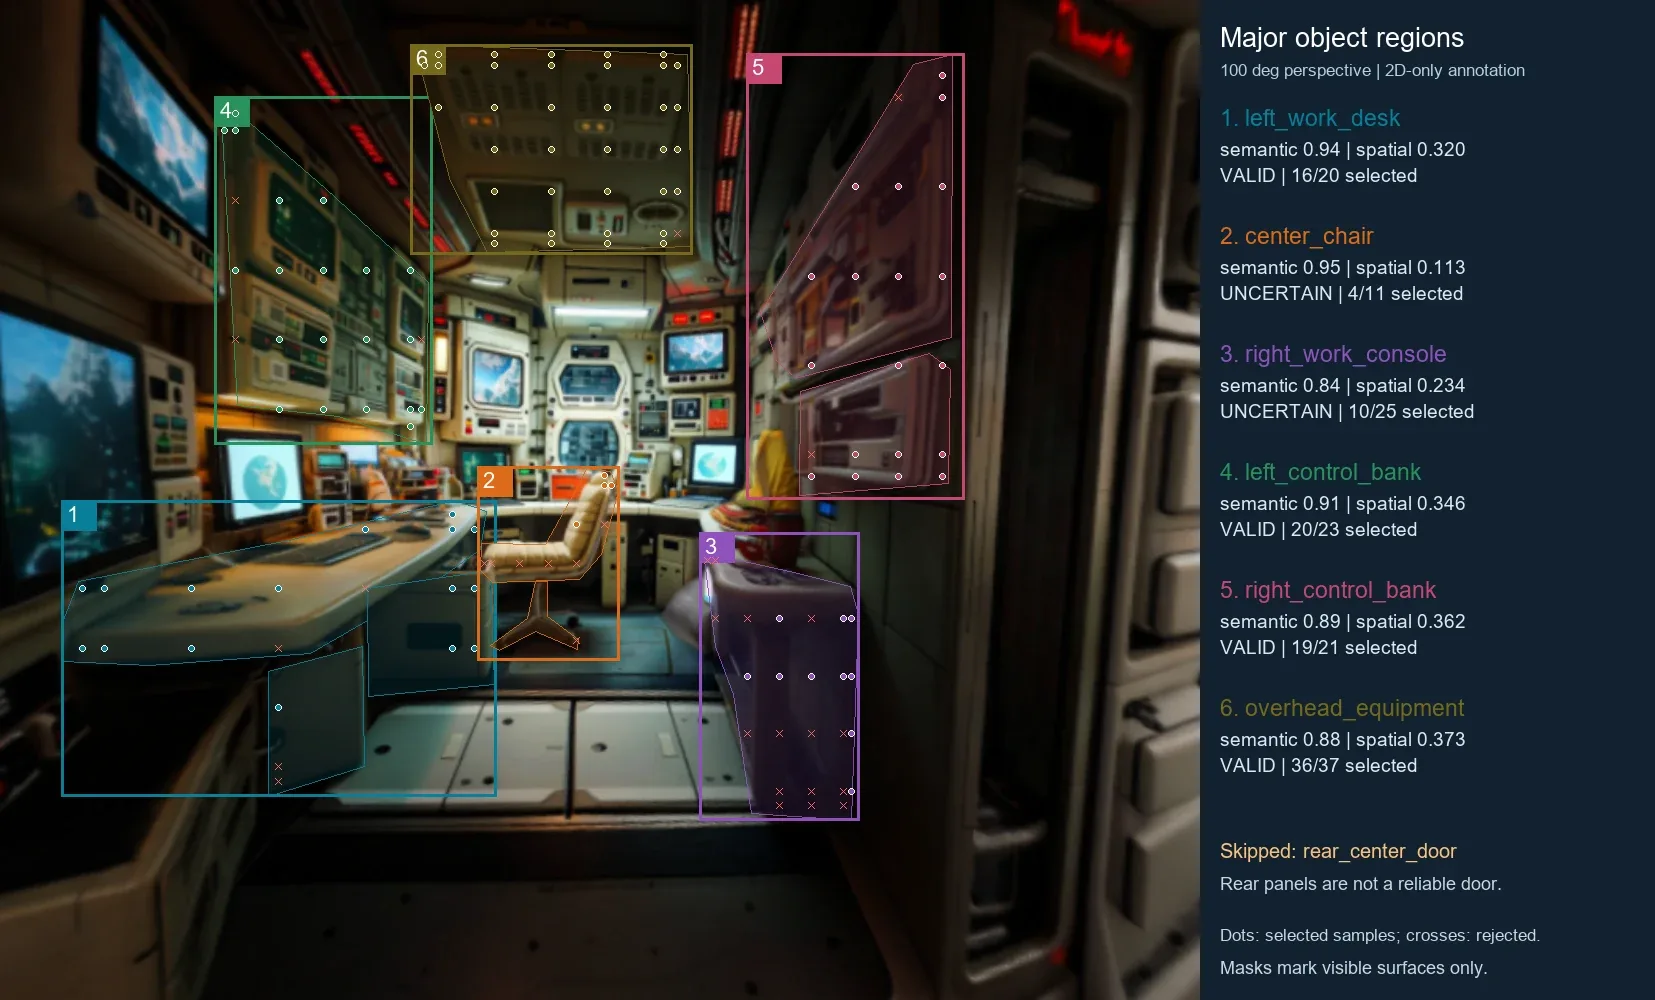 6
5
4
2
1
3
Major object regions
100 deg perspective | 2D-only annotation
1. left_work_desk
semantic 0.94 | spatial 0.320
VALID | 16/20 selected
2. center_chair
semantic 0.95 | spatial 0.113
UNCERTAIN | 4/11 selected
3. right_work_console
semantic 0.84 | spatial 0.234
UNCERTAIN | 10/25 selected
4. left_control_bank
semantic 0.91 | spatial 0.346
VALID | 20/23 selected
5. right_control_bank
semantic 0.89 | spatial 0.362
VALID | 19/21 selected
6. overhead_equipment
semantic 0.88 | spatial 0.373
VALID | 36/37 selected
Skipped: rear_center_door
Rear panels are not a reliable door.
Dots: selected samples; crosses: rejected.
Masks mark visible surfaces only.